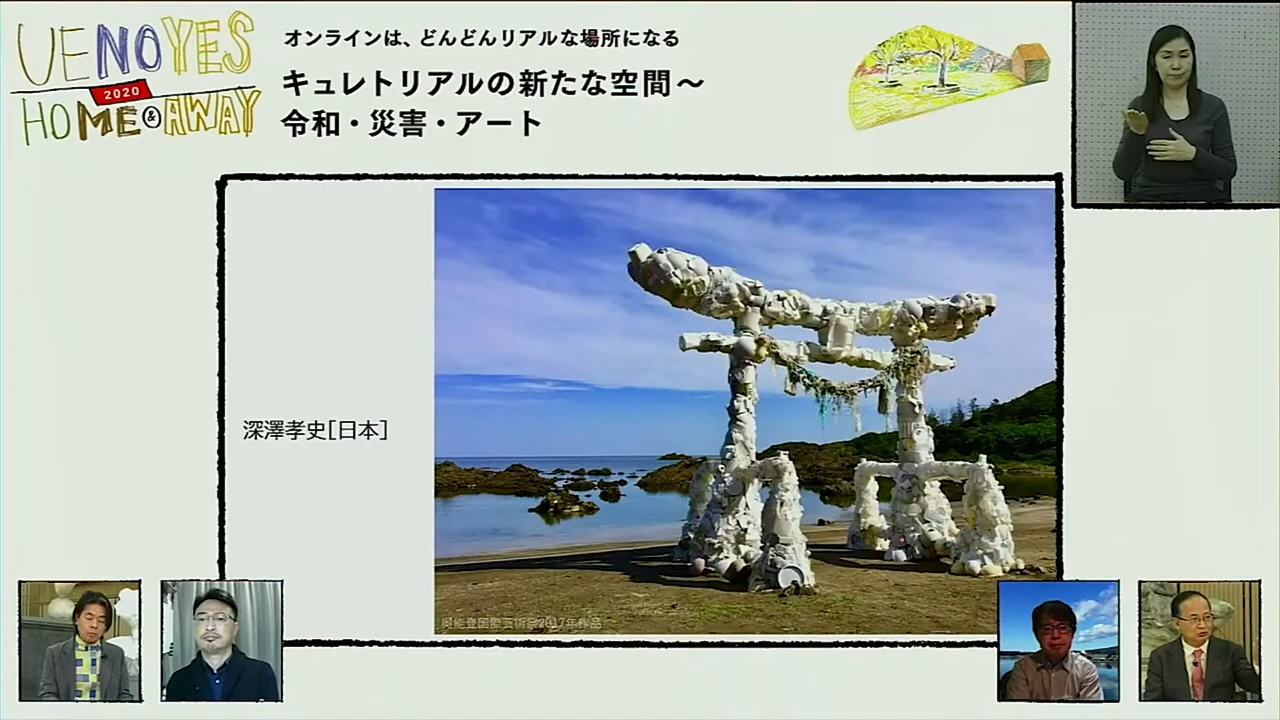 UENOYES
2020
HOME & AWAY
オンラインは、どんどんリアルな場所になる
キュレトリアルの新たな空間～
令和・災害・アート
深澤孝史［日本］
奥能登国際芸術祭2017年作品